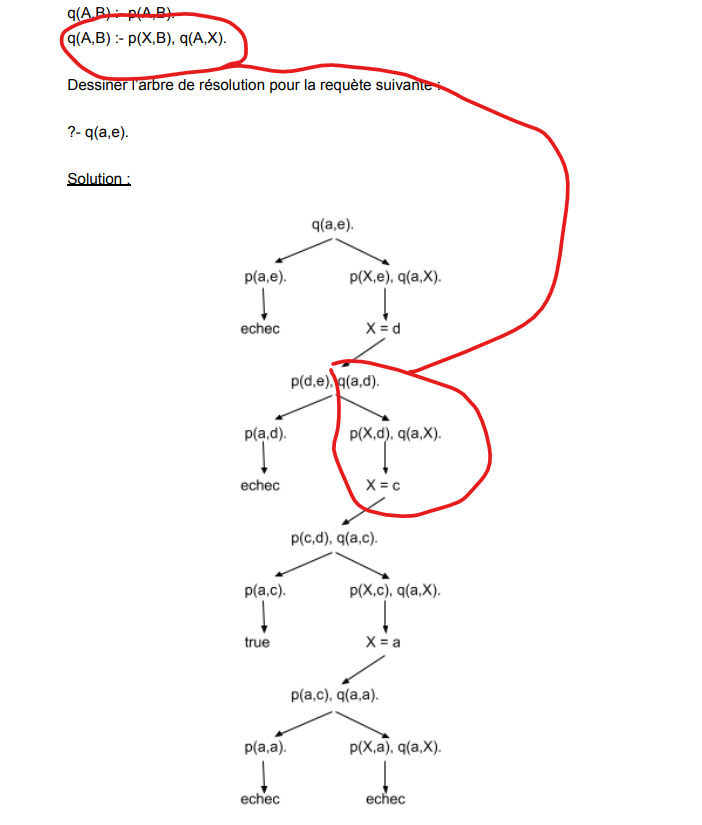 q(A,B) :- p(A,B).
q(A,B) :- p(X,B), q(A,X).
Dessiner l'arbre de résolution pour la requète suivante :
?- q(a,e).
Solution :
q(a,e).
p(a,e). p(X,e), q(a,X).
echec X = d
p(d,e), q(a,d).
p(a,d). p(X,d), q(a,X).
echec X = c
p(c,d), q(a,c).
p(a,c). p(X,c), q(a,X).
true X = a
p(a,c), q(a,a).
p(a,a). p(X,a), q(a,X).
echec echec